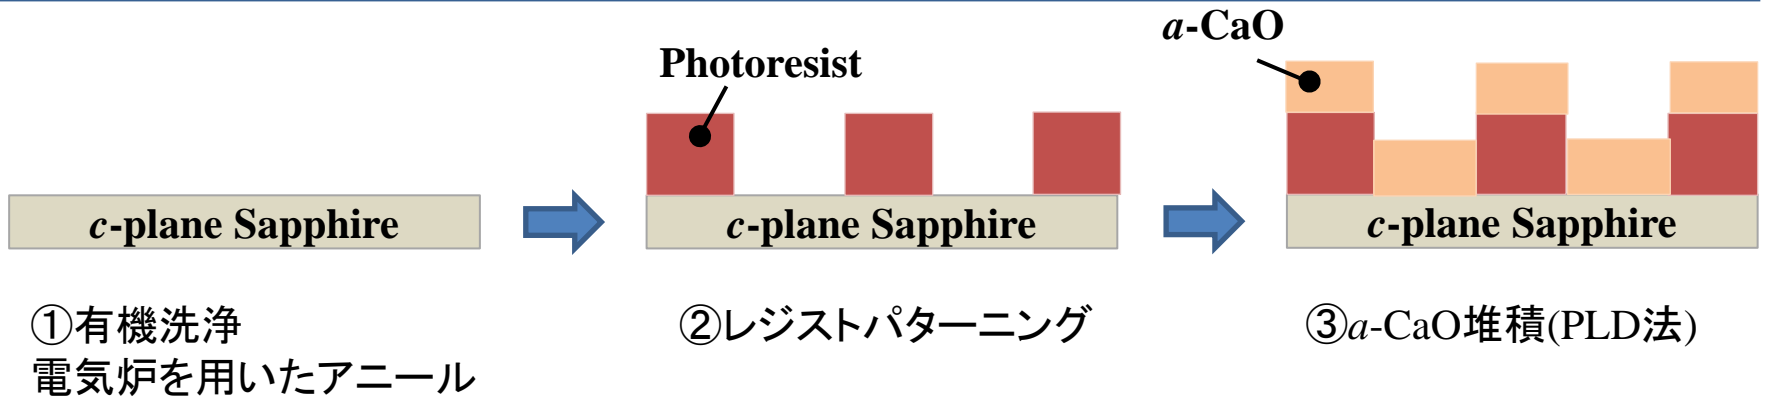 a-CaO
Photoresist
c-plane Sapphire
c-plane Sapphire
c-plane Sapphire
①有機洗浄
電気炉を用いたアニール
②レジストパターニング
③a-CaO堆積(PLD法)